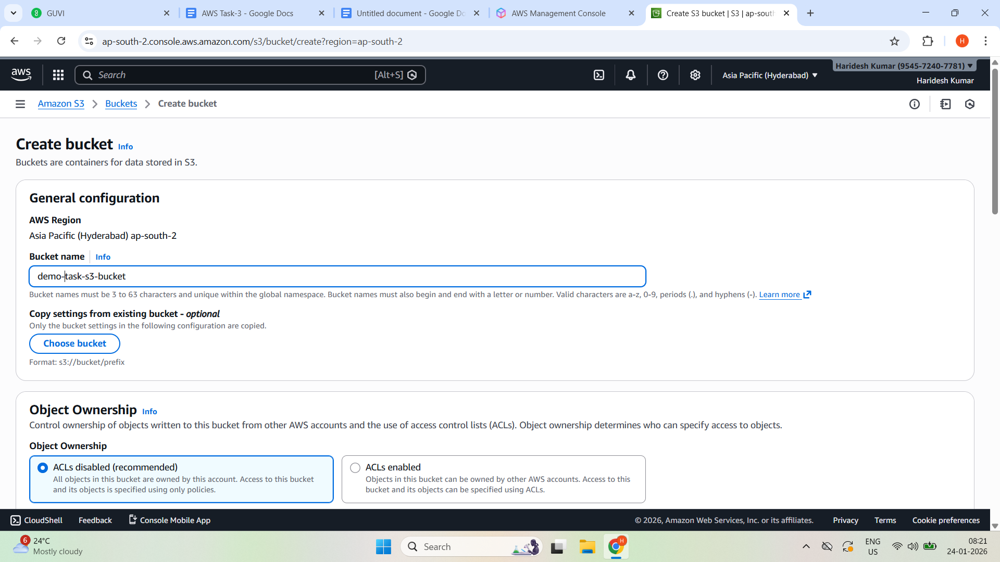 GUVI
AWS Task-3 - Google Docs
Untitled document - Google Do
AWS Management Console
Create S3 bucket | S3 | ap-south
ap-south-2.console.aws.amazon.com/s3/bucket/create?region=ap-south-2
H
aws
Search
[Alt+S]
Asia Pacific (Hyderabad)
Haridesh Kumar (9545-7240-7781)
Haridesh Kumar
Amazon S3
Buckets
Create bucket
Create bucket Info
Buckets are containers for data stored in S3.
General configuration
AWS Region
Asia Pacific (Hyderabad) ap-south-2
Bucket name Info
demo-task-s3-bucket
Bucket names must be 3 to 63 characters and unique within the global namespace. Bucket names must also begin and end with a letter or number. Valid characters are a-z, 0-9, periods (.), and hyphens (-). Learn more
Copy settings from existing bucket - optional
Only the bucket settings in the following configuration are copied.
Choose bucket
Format: s3://bucket/prefix
Object Ownership Info
Control ownership of objects written to this bucket from other AWS accounts and the use of access control lists (ACLs). Object ownership determines who can specify access to objects.
Object Ownership
ACLs disabled (recommended)
All objects in this bucket are owned by this account. Access to this bucket
and its objects is specified using only policies.
ACLs enabled
Objects in this bucket can be owned by other AWS accounts. Access to this
bucket and its objects can be specified using ACLs.
CloudShell
Feedback
Console Mobile App
© 2026, Amazon Web Services, Inc. or its affiliates.
Privacy
Terms
Cookie preferences
6
24°C
Mostly cloudy
Search
H
ENG
US
08:21
24-01-2026